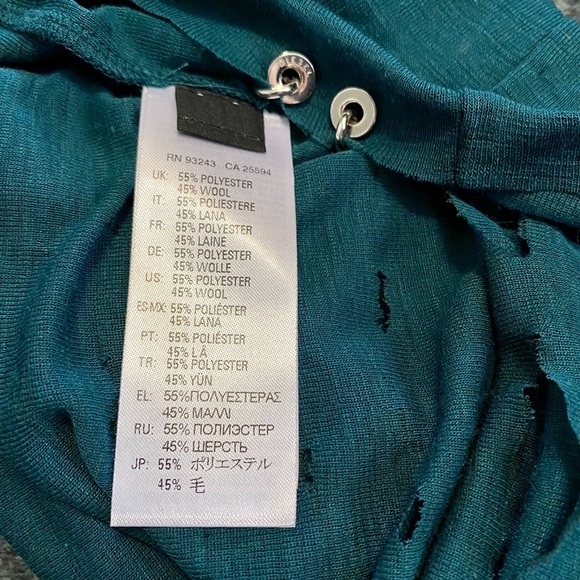 DIESEL
RN 93243 CA 25594
UK: 55% POLYESTER
45% WOOL
IT: 55% POLIESTERE
45% LANA
FR: 55% POLYESTER
45% LAINE
DE: 55% POLYESTER
45% WOLLE
US: 55% POLYESTER
45% WOOL
ES-MX: 55% POLIÉSTER
45% LANA
PT: 55% POLIÉSTER
45% LÃ
TR: 55% POLYESTER
45% YÜN
EL: 55%ΠΟΛΥΕΣΤΕΡΑΣ
45% ΜΑΛΛΙ
RU: 55% ПОЛИЭСТЕР
45% ШЕРСТЬ
JP: 55% ポリエステル
45% 毛